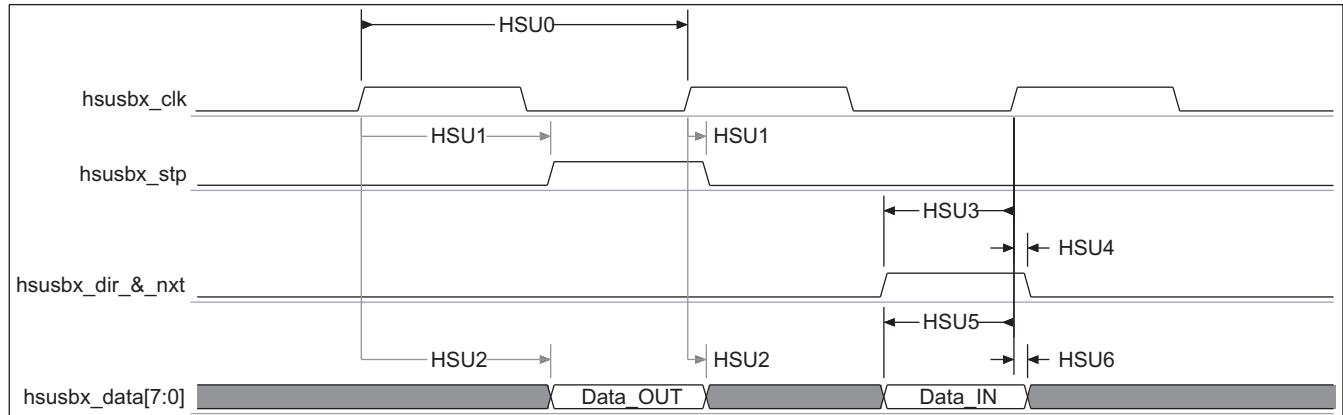 HSU0
hsusbx_clk
HSU1 HSU1
hsusbx_stp
HSU3
HSU4
hsusbx_dir_&_nxt
HSU5
HSU2 HSU2 HSU6
hsusbx_data[7:0] Data_OUT Data_IN